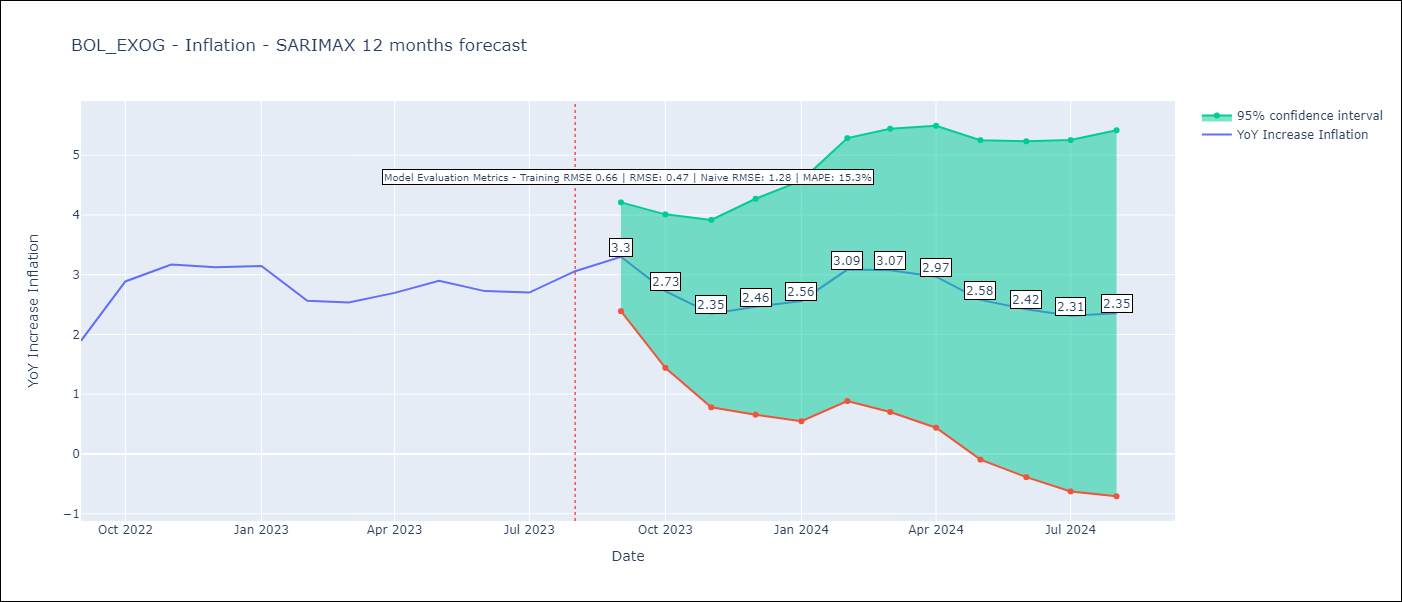 BOL_EXOG - Inflation - SARIMAX 12 months forecast
95% confidence interval
YoY Increase Inflation
Model Evaluation Metrics - Training RMSE 0.66 | RMSE: 0.47 | Naive RMSE: 1.28 | MAPE: 15.3%
YoY Increase Inflation
5
4
3
2
1
0
−1
3.3
2.73
2.35
2.46
2.56
3.09
3.07
2.97
2.58
2.42
2.31
2.35
Oct 2022
Jan 2023
Apr 2023
Jul 2023
Oct 2023
Jan 2024
Apr 2024
Jul 2024
Date